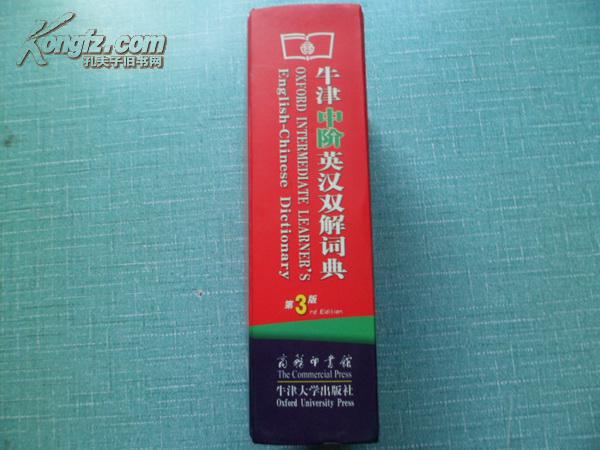 Kongfz.com
孔夫子旧书网
牛津中阶英汉双解词典
OXFORD INTERMEDIATE LEARNER'S
English-Chinese Dictionary
第3版
rd Edition
商务印书馆
The Commercial Press
牛津大学出版社
Oxford University Press